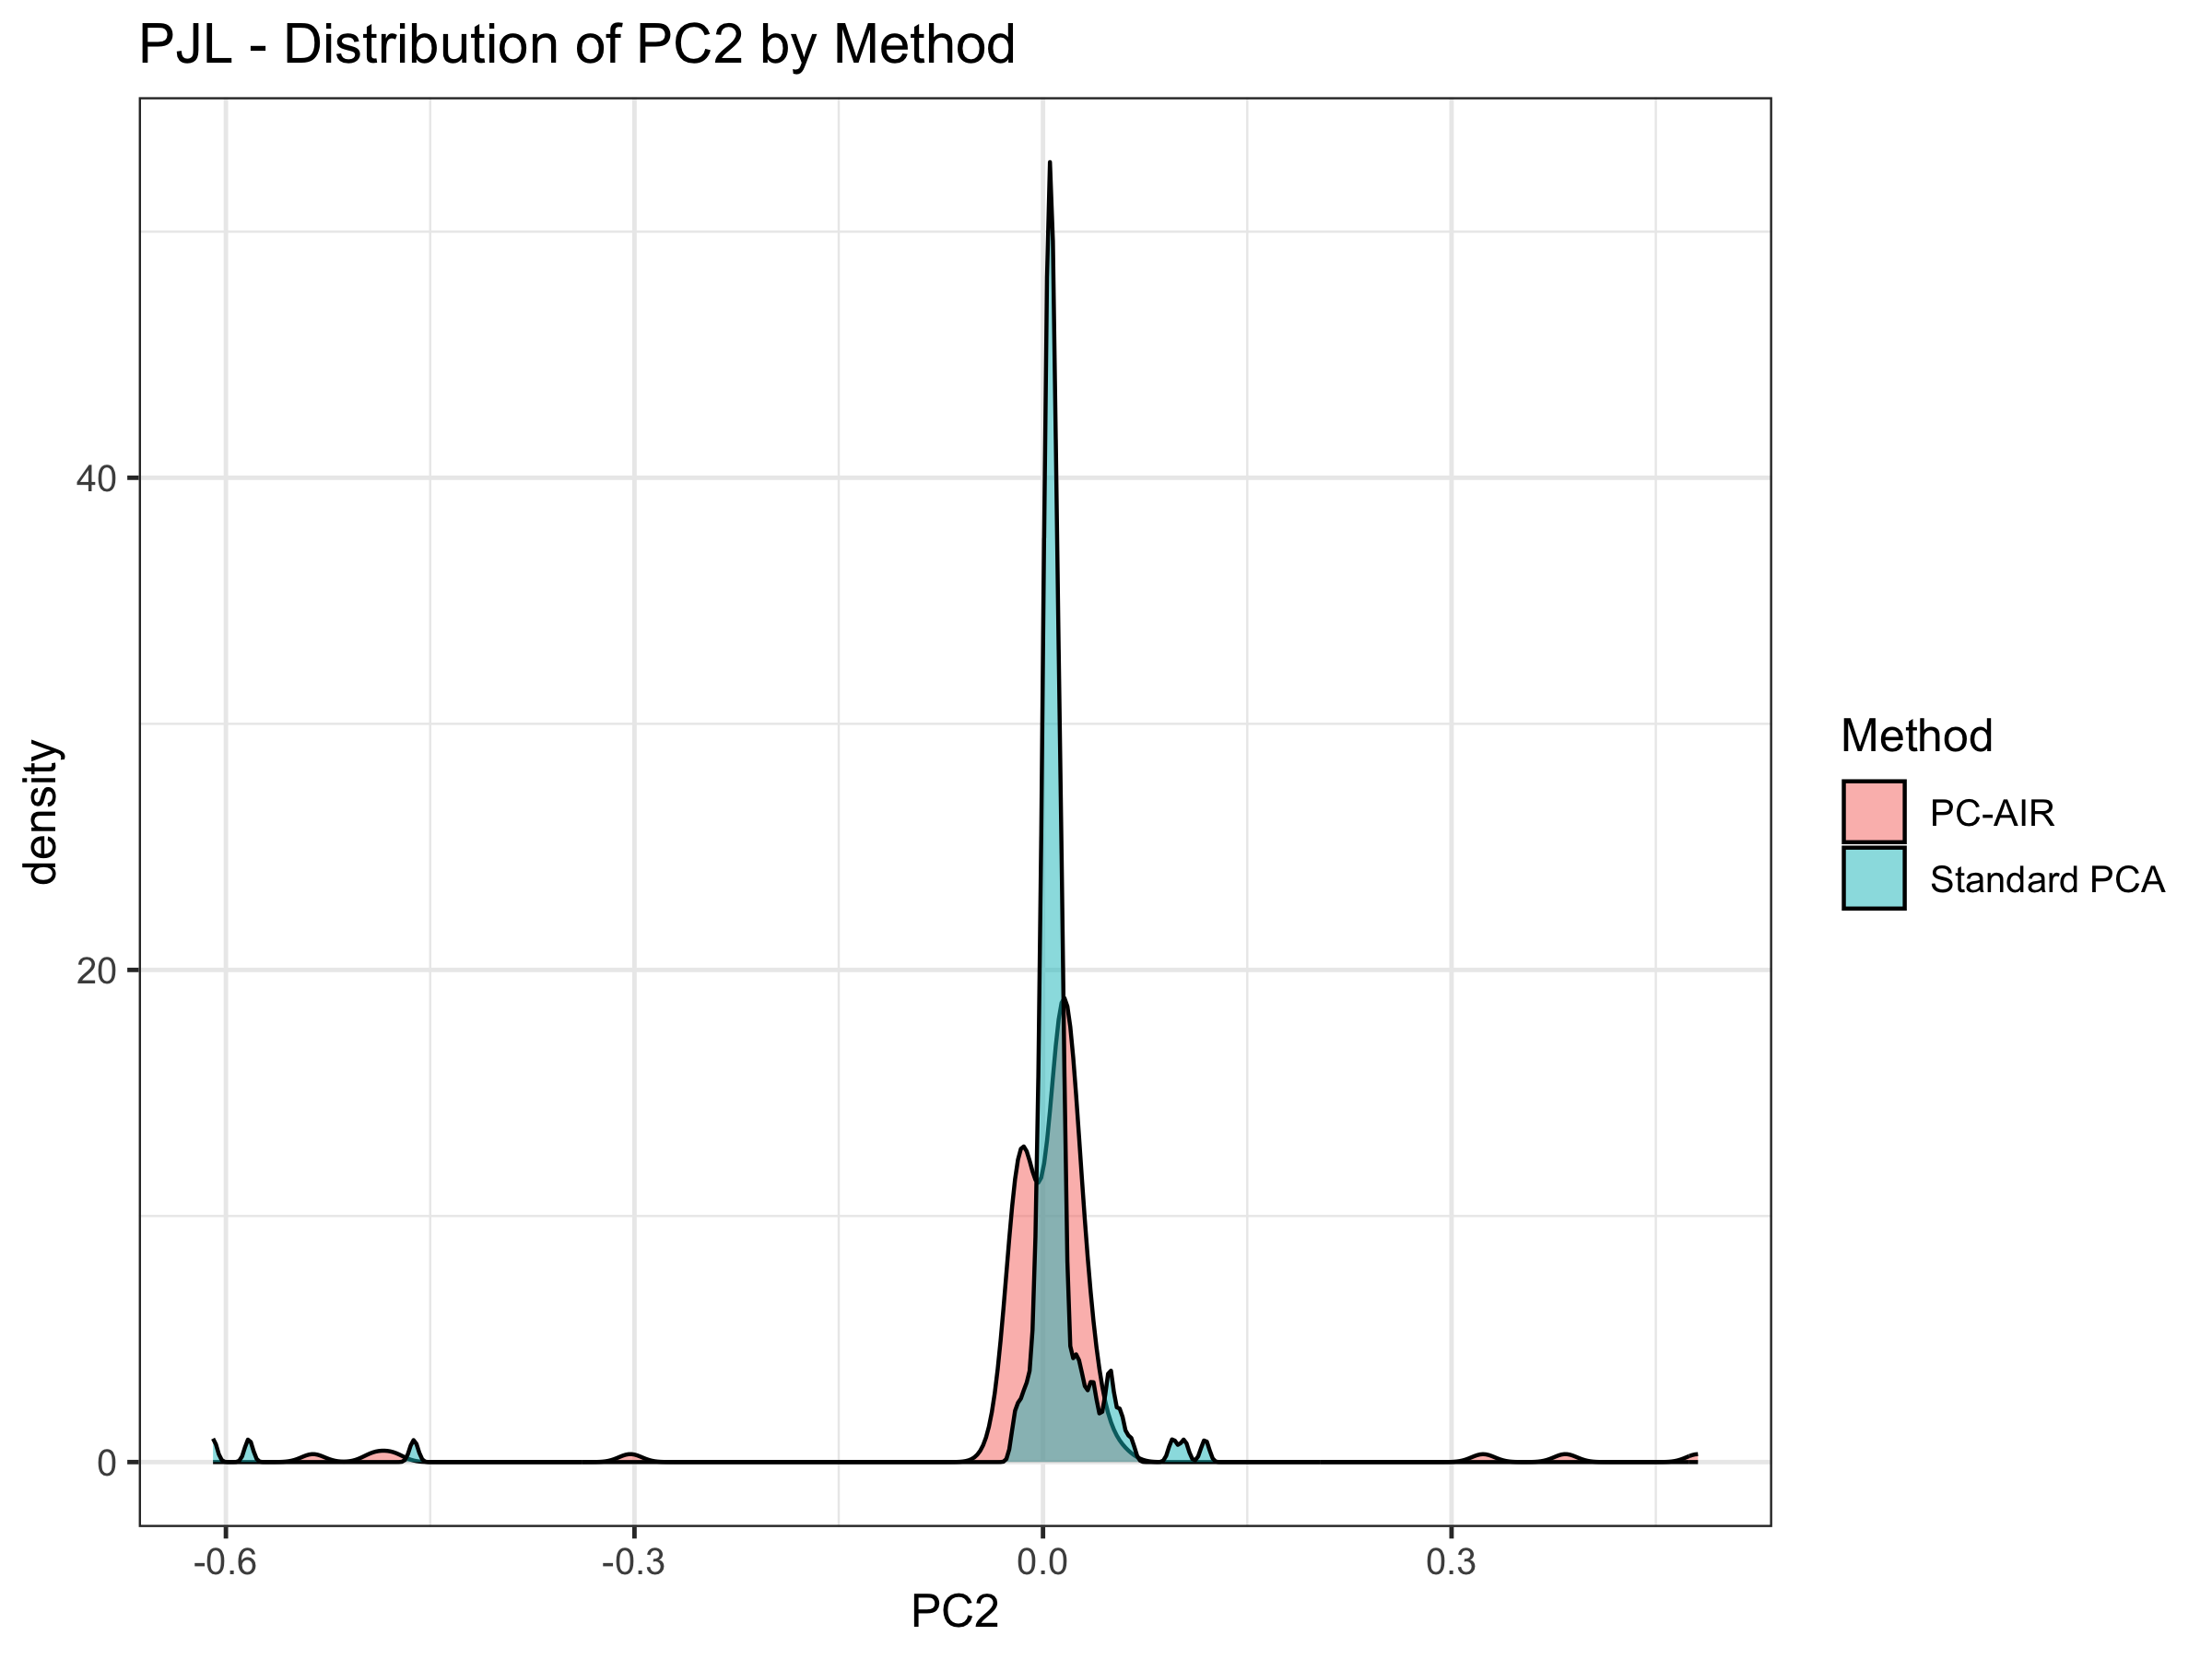 PJL - Distribution of PC2 by Method
density
40
20
0
-0.6
-0.3
0.0
0.3
PC2
Method
PC-AIR
Standard PCA